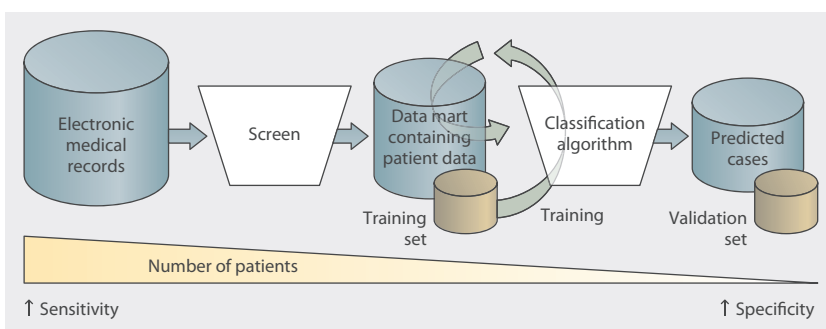 Electronic
medical
records
Screen
Data mart
containing
patient data
Classification
algorithm
Predicted
cases
Training
set
Training
Validation
set
Number of patients
↑ Sensitivity
↑ Specificity